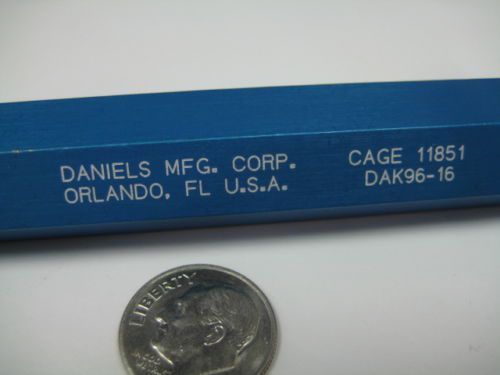 DANIELS MFG. CORP.
ORLANDO, FL U.S.A.
CAGE 11851
DAK96-16
LIBERTY